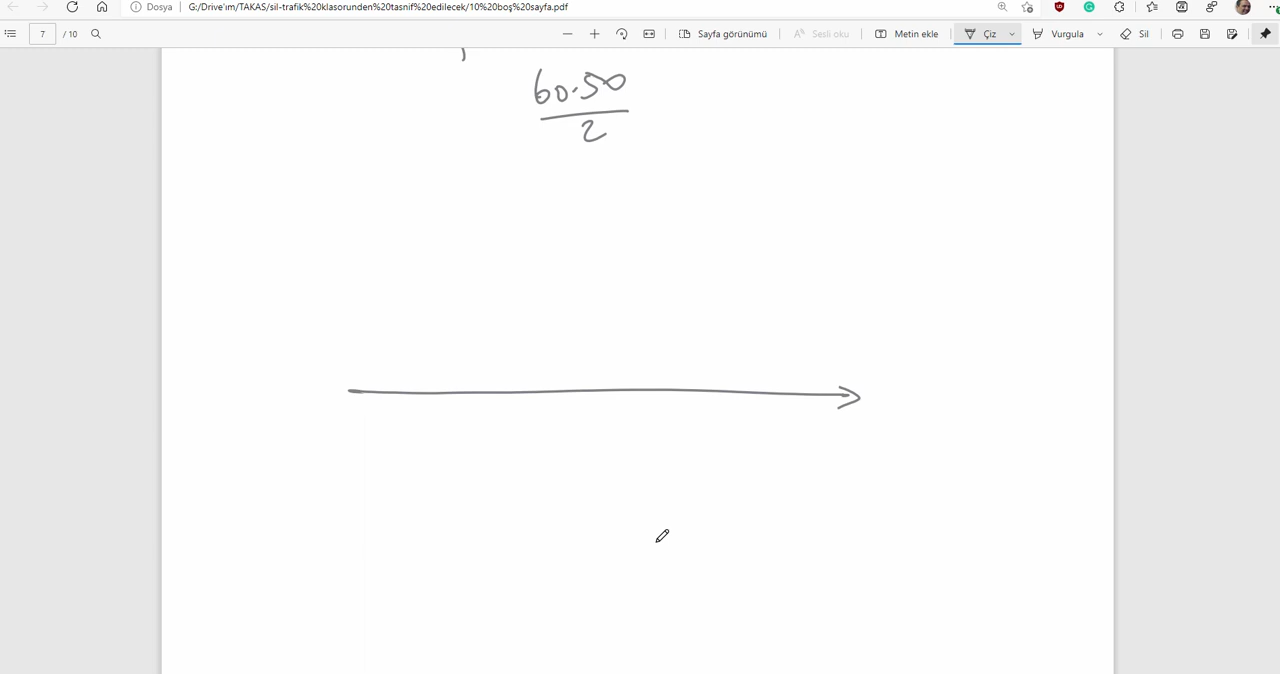 Dosya
G:/Drive'ım/TAKAS/sil-trafik%20klasorunden%20tasnif%20edilecek/10%20boş%20sayfa.pdf
7 / 10
Sayfa görünümü
Sesli oku
Metin ekle
Çiz
Vurgula
Sil
60.50
2